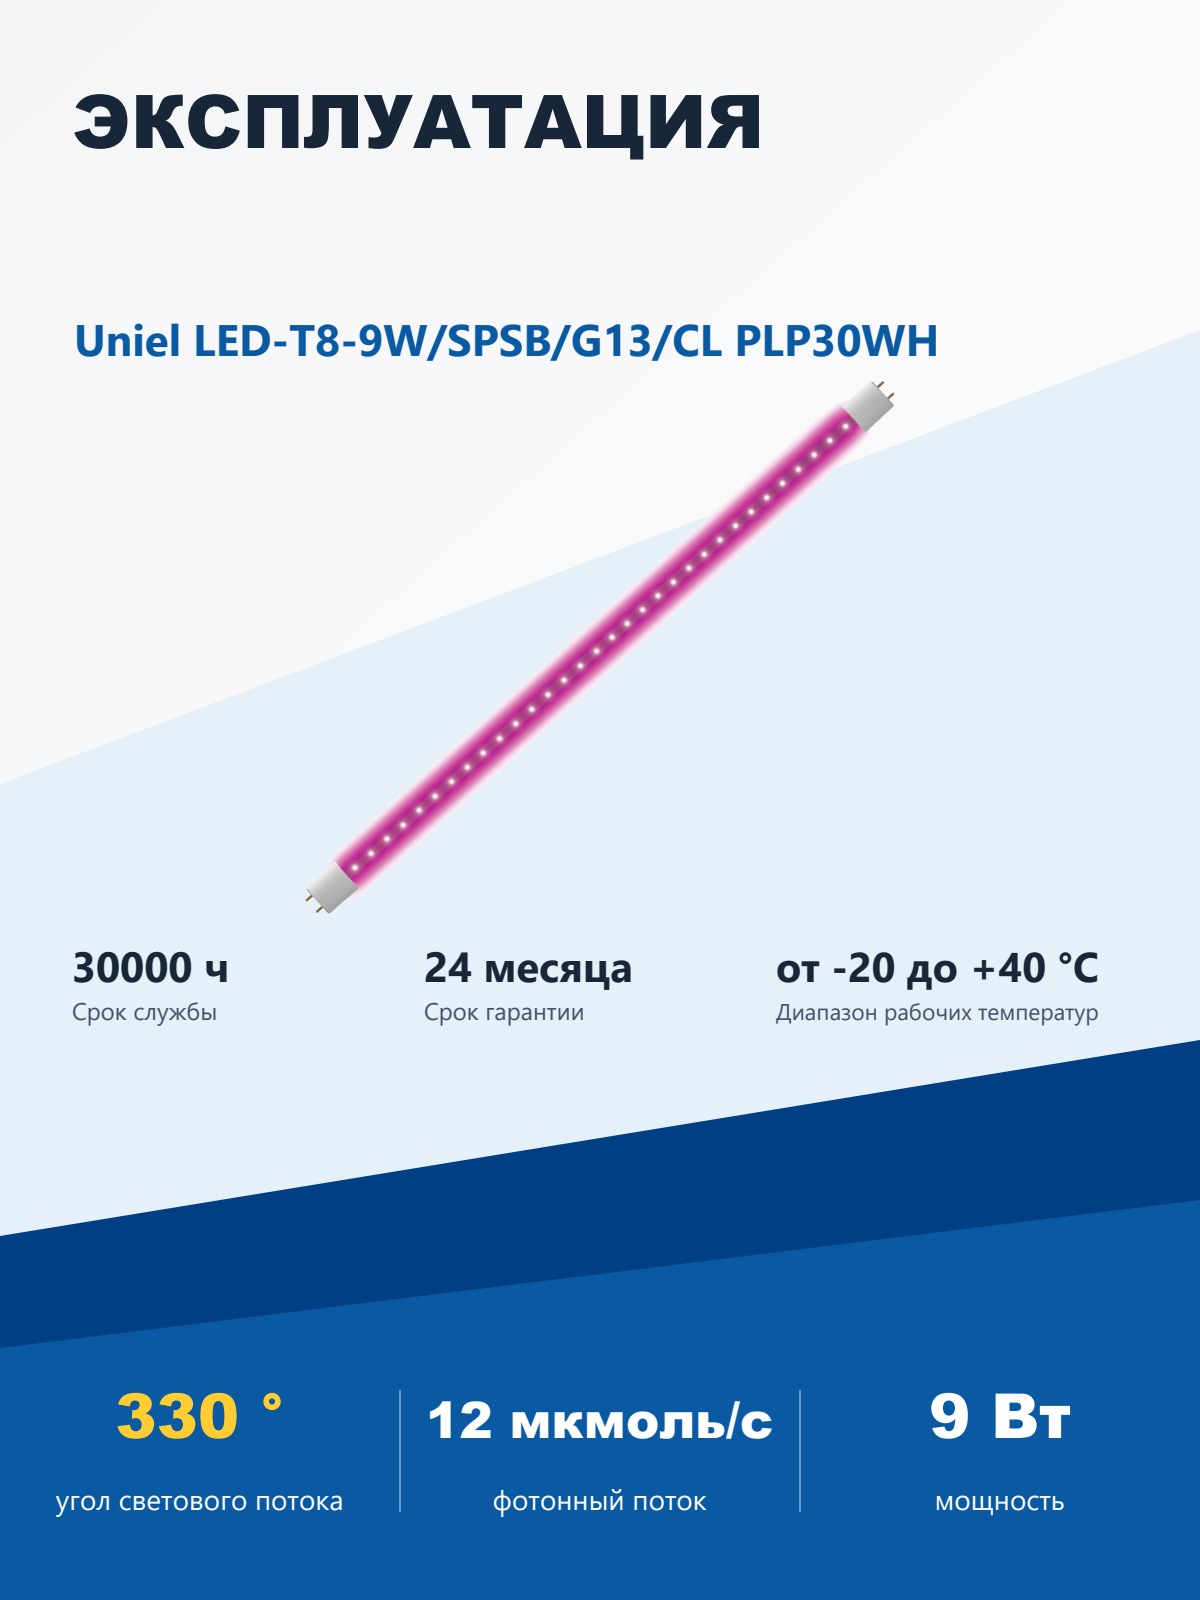 ЭКСПЛУАТАЦИЯ
Uniel LED-T8-9W/SPSB/G13/CL PLP30WH
30000 ч
Срок службы
24 месяца
Срок гарантии
от -20 до +40 °C
Диапазон рабочих температур
330 °
угол светового потока
12 мкмоль/с
фотонный поток
9 Вт
мощность